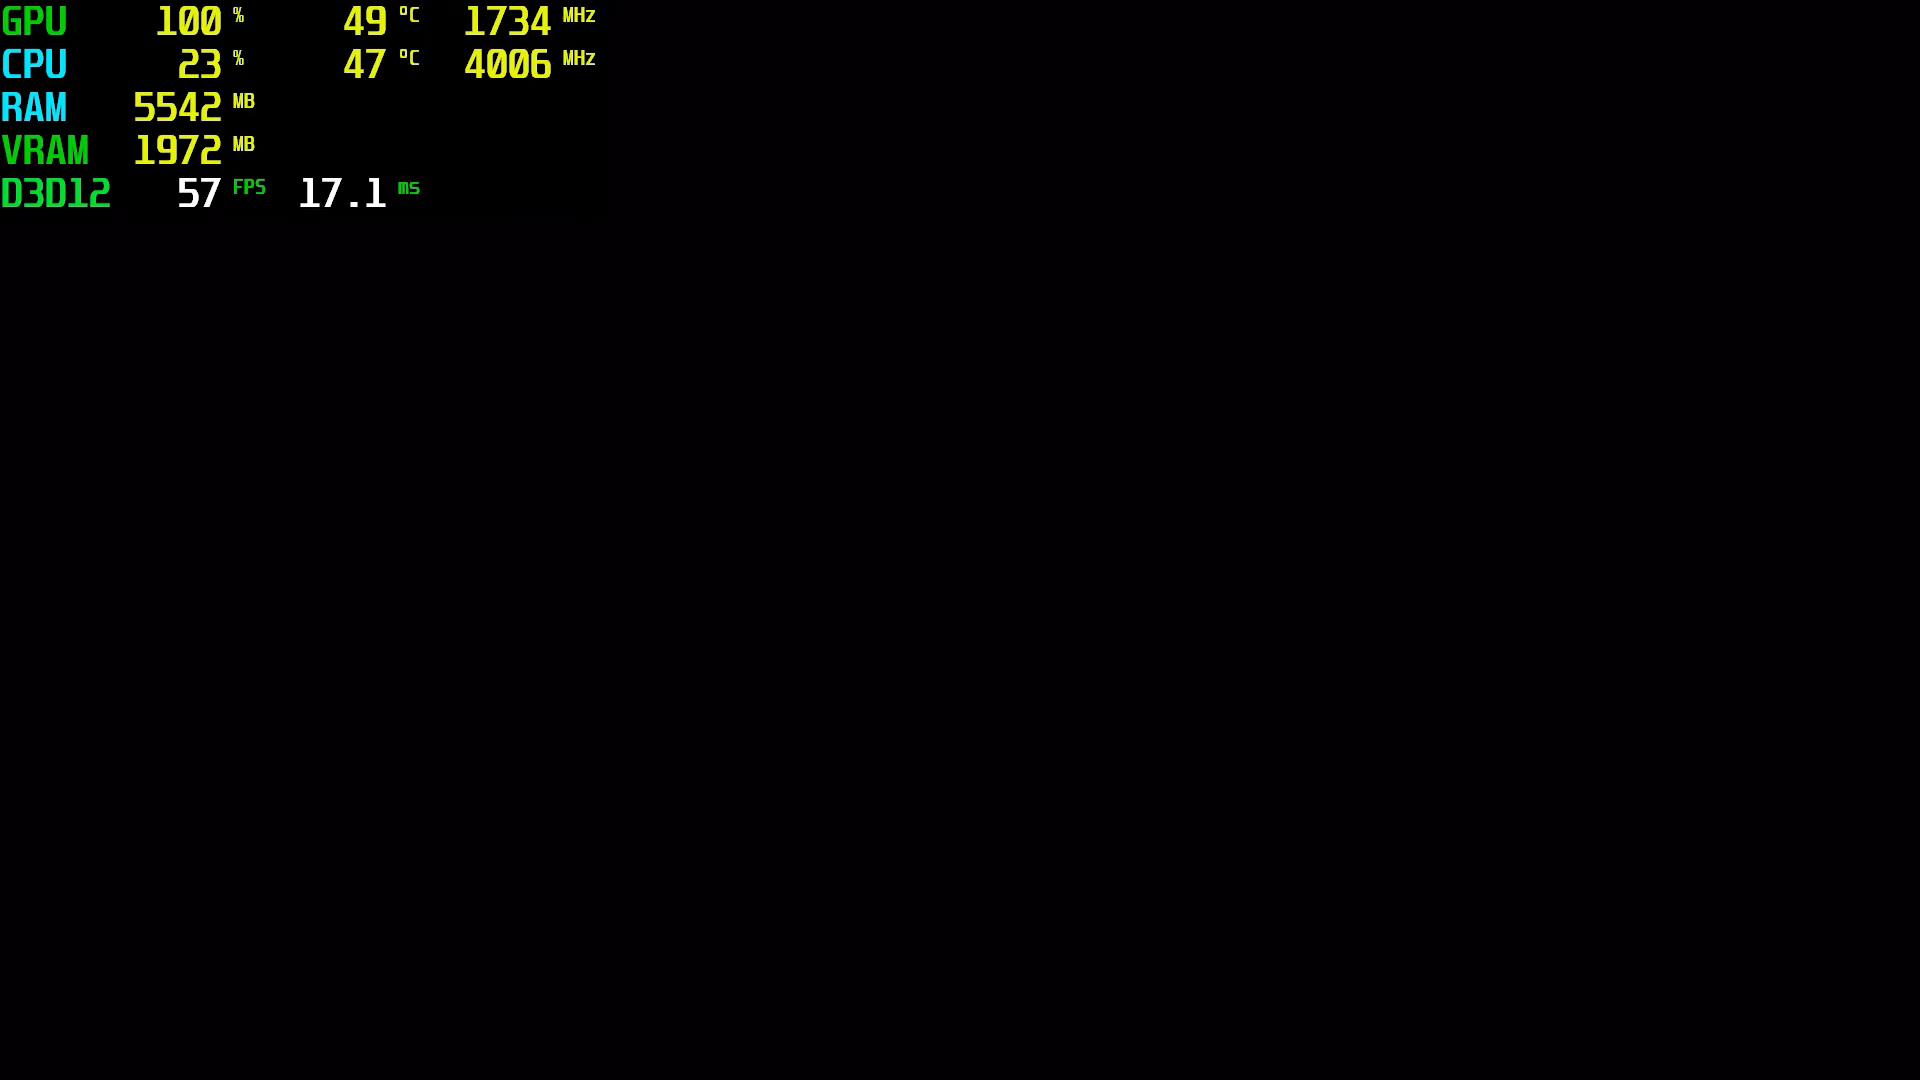 GPU 100 % 49 °C 1734 MHz
CPU 23 % 47 °C 4006 MHz
RAM 5542 MB
VRAM 1972 MB
D3D12 57 FPS 17.1 ms